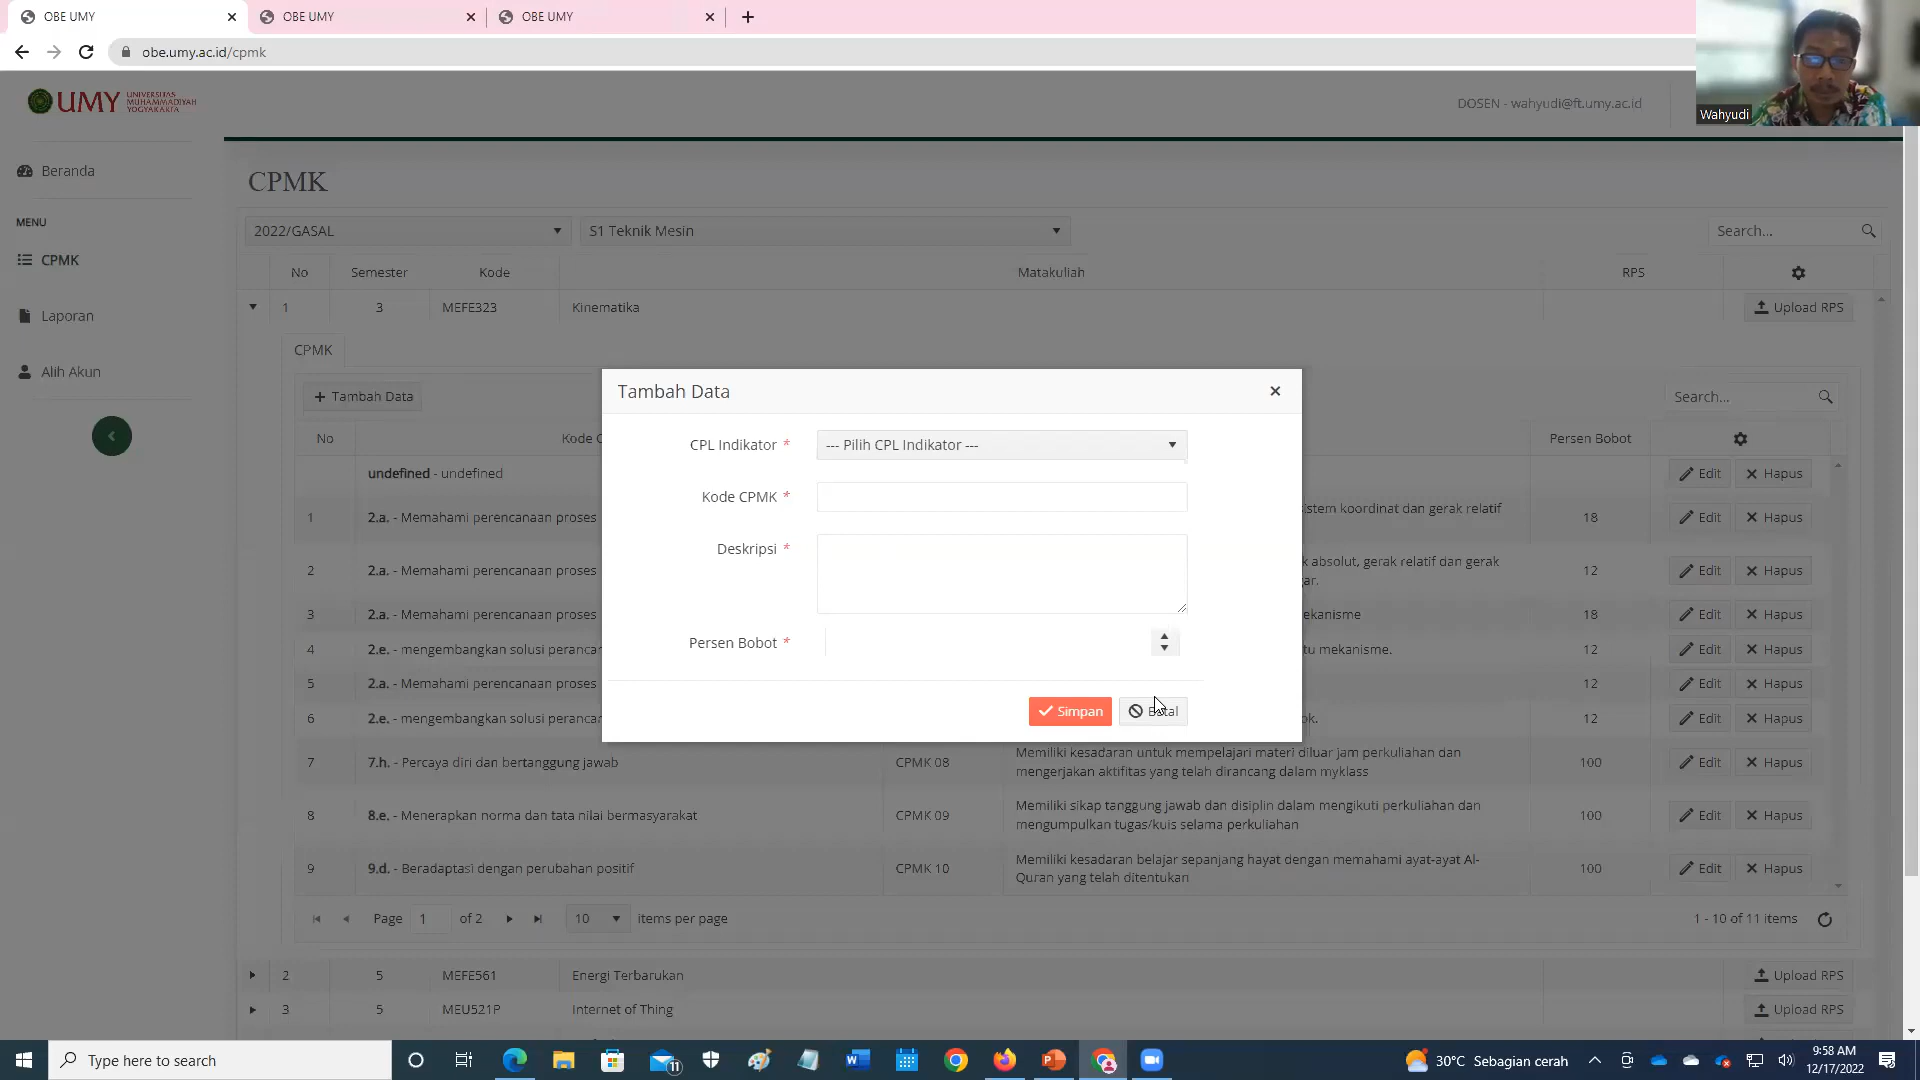 OBE UMY
OBE UMY
OBE UMY
obe.umy.ac.id/cpmk
Wahyudi
UMY UNIVERSITAS MUHAMMADIYAH YOGYAKARTA
DOSEN - wahyudi@ft.umy.ac.id
Beranda
MENU
CPMK
Laporan
Alih Akun
CPMK
2022/GASAL
S1 Teknik Mesin
Search...
No Semester Kode Matakuliah RPS
1 3 MEFE323 Kinematika Upload RPS
CPMK
+ Tambah Data
Search...
No Kode C Persen Bobot
undefined - undefined Edit Hapus
1 2.a. - Memahami perencanaan proses istem koordinat dan gerak relatif 18 Edit Hapus
2 2.a. - Memahami perencanaan proses k absolut, gerak relatif dan gerak
ar. 12 Edit Hapus
3 2.a. - Memahami perencanaan proses ekanisme 18 Edit Hapus
4 2.e. - mengembangkan solusi perancar tu mekanisme. 12 Edit Hapus
5 2.a. - Memahami perencanaan proses 12 Edit Hapus
6 2.e. - mengembangkan solusi perancar ok. 12 Edit Hapus
7 7.h. - Percaya diri dan bertanggung jawab CPMK 08 Memiliki kesadaran untuk mempelajari materi diluar jam perkuliahan dan
mengerjakan aktifitas yang telah dirancang dalam myklass 100 Edit Hapus
8 8.e. - Menerapkan norma dan tata nilai bermasyarakat CPMK 09 Memiliki sikap tanggung jawab dan disiplin dalam mengikuti perkuliahan dan
mengumpulkan tugas/kuis selama perkuliahan 100 Edit Hapus
9 9.d. - Beradaptasi dengan perubahan positif CPMK 10 Memiliki kesadaran belajar sepanjang hayat dengan memahami ayat-ayat Al-
Quran yang telah ditentukan 100 Edit Hapus
Page 1 of 2 10 items per page 1 - 10 of 11 items
2 5 MEFE561 Energi Terbarukan Upload RPS
3 5 MEU521P Internet of Thing Upload RPS
Tambah Data
CPL Indikator * --- Pilih CPL Indikator ---
Kode CPMK *
Deskripsi *
Persen Bobot *
Simpan
Type here to search
11
30°C Sebagian cerah
9:58 AM
12/17/2022